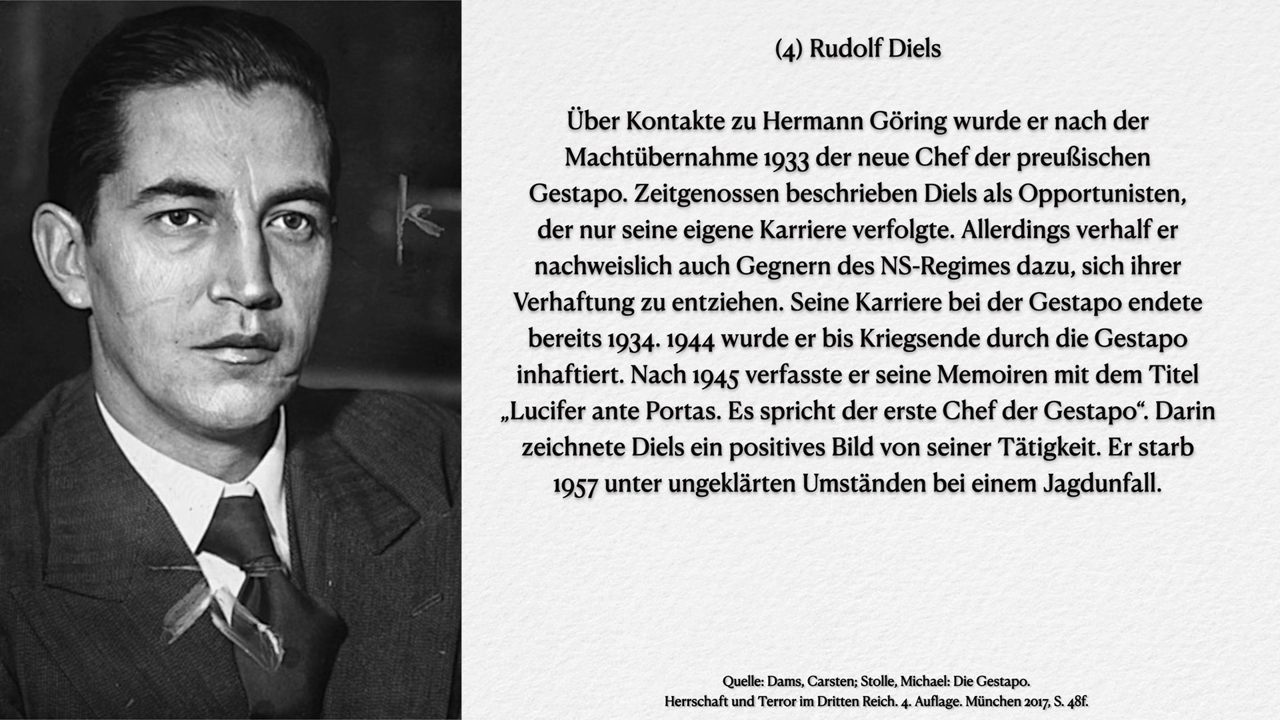 (4) Rudolf Diels
Über Kontakte zu Hermann Göring wurde er nach der
Machtübernahme 1933 der neue Chef der preußischen
Gestapo. Zeitgenossen beschrieben Diels als Opportunisten,
der nur seine eigene Karriere verfolgte. Allerdings verhalf er
nachweislich auch Gegnern des NS-Regimes dazu, sich ihrer
Verhaftung zu entziehen. Seine Karriere bei der Gestapo endete
bereits 1934. 1944 wurde er bis Kriegsende durch die Gestapo
inhaftiert. Nach 1945 verfasste er seine Memoiren mit dem Titel
„Lucifer ante Portas. Es spricht der erste Chef der Gestapo“. Darin
zeichnete Diels ein positives Bild von seiner Tätigkeit. Er starb
1957 unter ungeklärten Umständen bei einem Jagdunfall.
Quelle: Dams, Carsten; Stolle, Michael: Die Gestapo.
Herrschaft und Terror im Dritten Reich. 4. Auflage. München 2017, S. 48f.
K